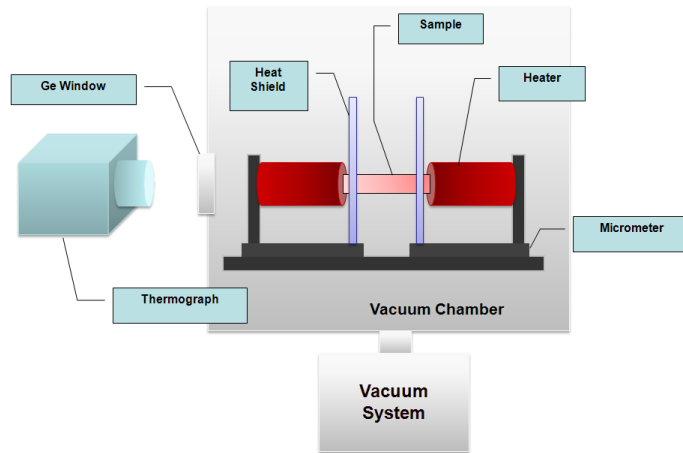 Sample
Heat
Shield
Heater
Ge Window
Micrometer
Thermograph
Vacuum Chamber
Vacuum
System